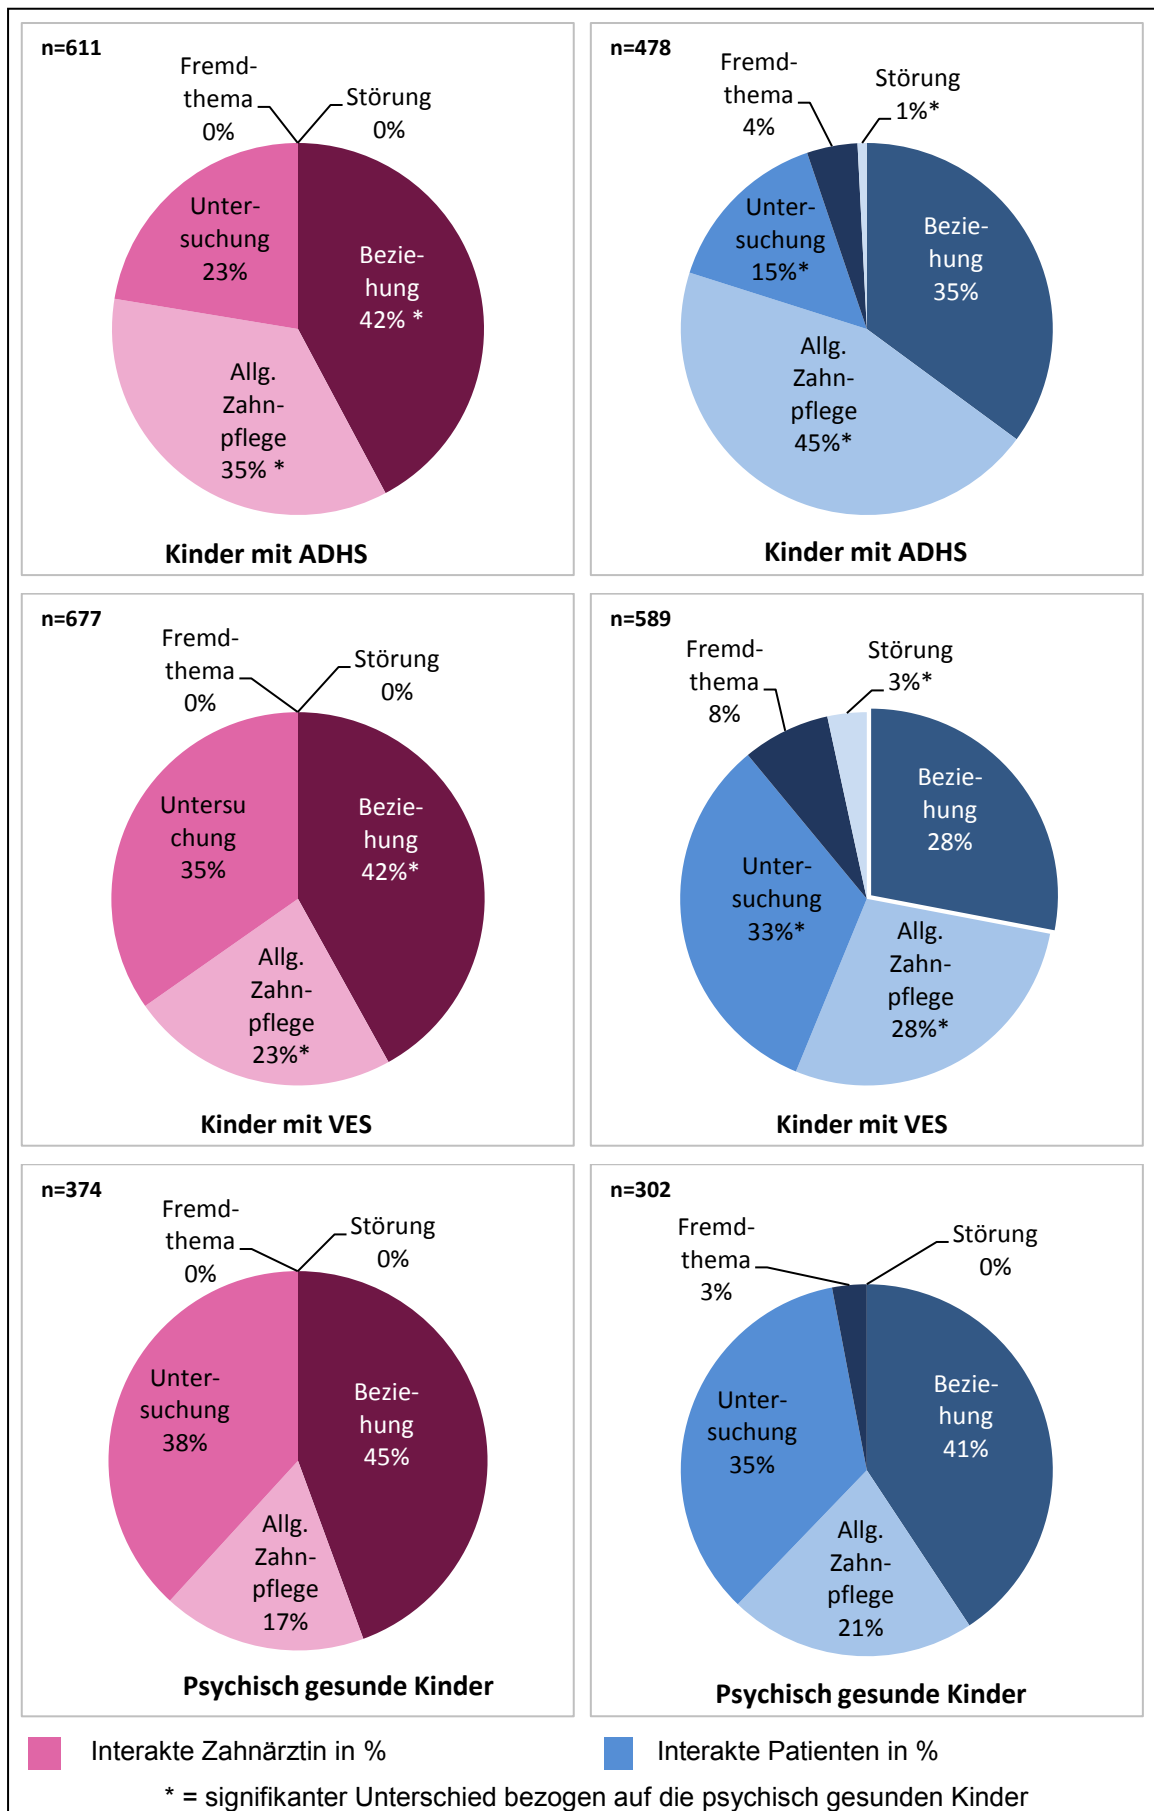 n=611
Fremd-
thema
0%
Störung
0%
Unter-
suchung
23%
Bezie-
hung
42% *
Allg.
Zahn-
pflege
35% *
Kinder mit ADHS
n=478
Fremd-
thema
4%
Störung
1%*
Unter-
suchung
15%*
Bezie-
hung
35%
Allg.
Zahn-
pflege
45%*
Kinder mit ADHS
n=677
Fremd-
thema
0%
Störung
0%
Untersu
chung
35%
Bezie-
hung
42%*
Allg.
Zahn-
pflege
23%*
Kinder mit VES
n=589
Fremd-
thema
8%
Störung
3%*
Bezie-
hung
28%
Unter-
suchung
33%*
Allg.
Zahn-
pflege
28%*
Kinder mit VES
n=374
Fremd-
thema
0%
Störung
0%
Unter-
suchung
38%
Bezie-
hung
45%
Allg.
Zahn-
pflege
17%
Psychisch gesunde Kinder
n=302
Fremd-
thema
3%
Störung
0%
Unter-
suchung
35%
Bezie-
hung
41%
Allg.
Zahn-
pflege
21%
Psychisch gesunde Kinder
Interakte Zahnärztin in %
Interakte Patienten in %
* = signifikanter Unterschied bezogen auf die psychisch gesunden Kinder